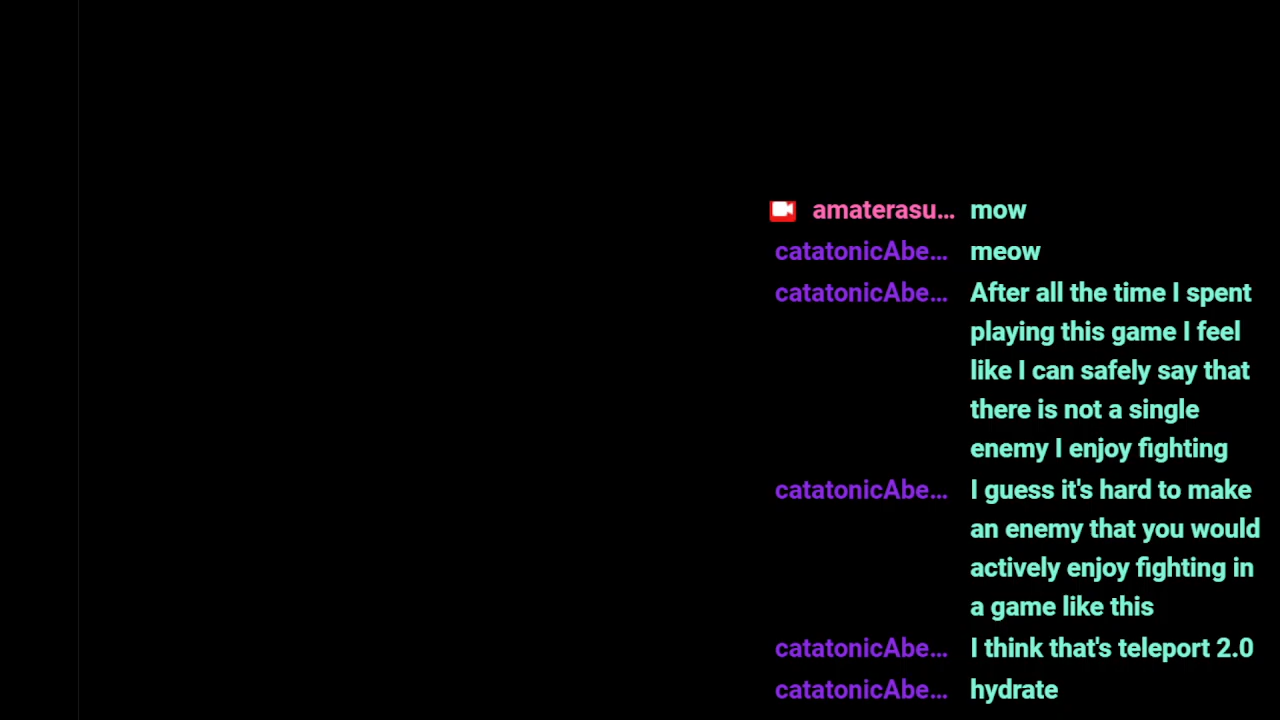 amaterasu... mow
catatonicAbe... meow
catatonicAbe... After all the time I spent
playing this game I feel
like I can safely say that
there is not a single
enemy I enjoy fighting
catatonicAbe... I guess it's hard to make
an enemy that you would
actively enjoy fighting in
a game like this
catatonicAbe... I think that's teleport 2.0
catatonicAbe... hydrate